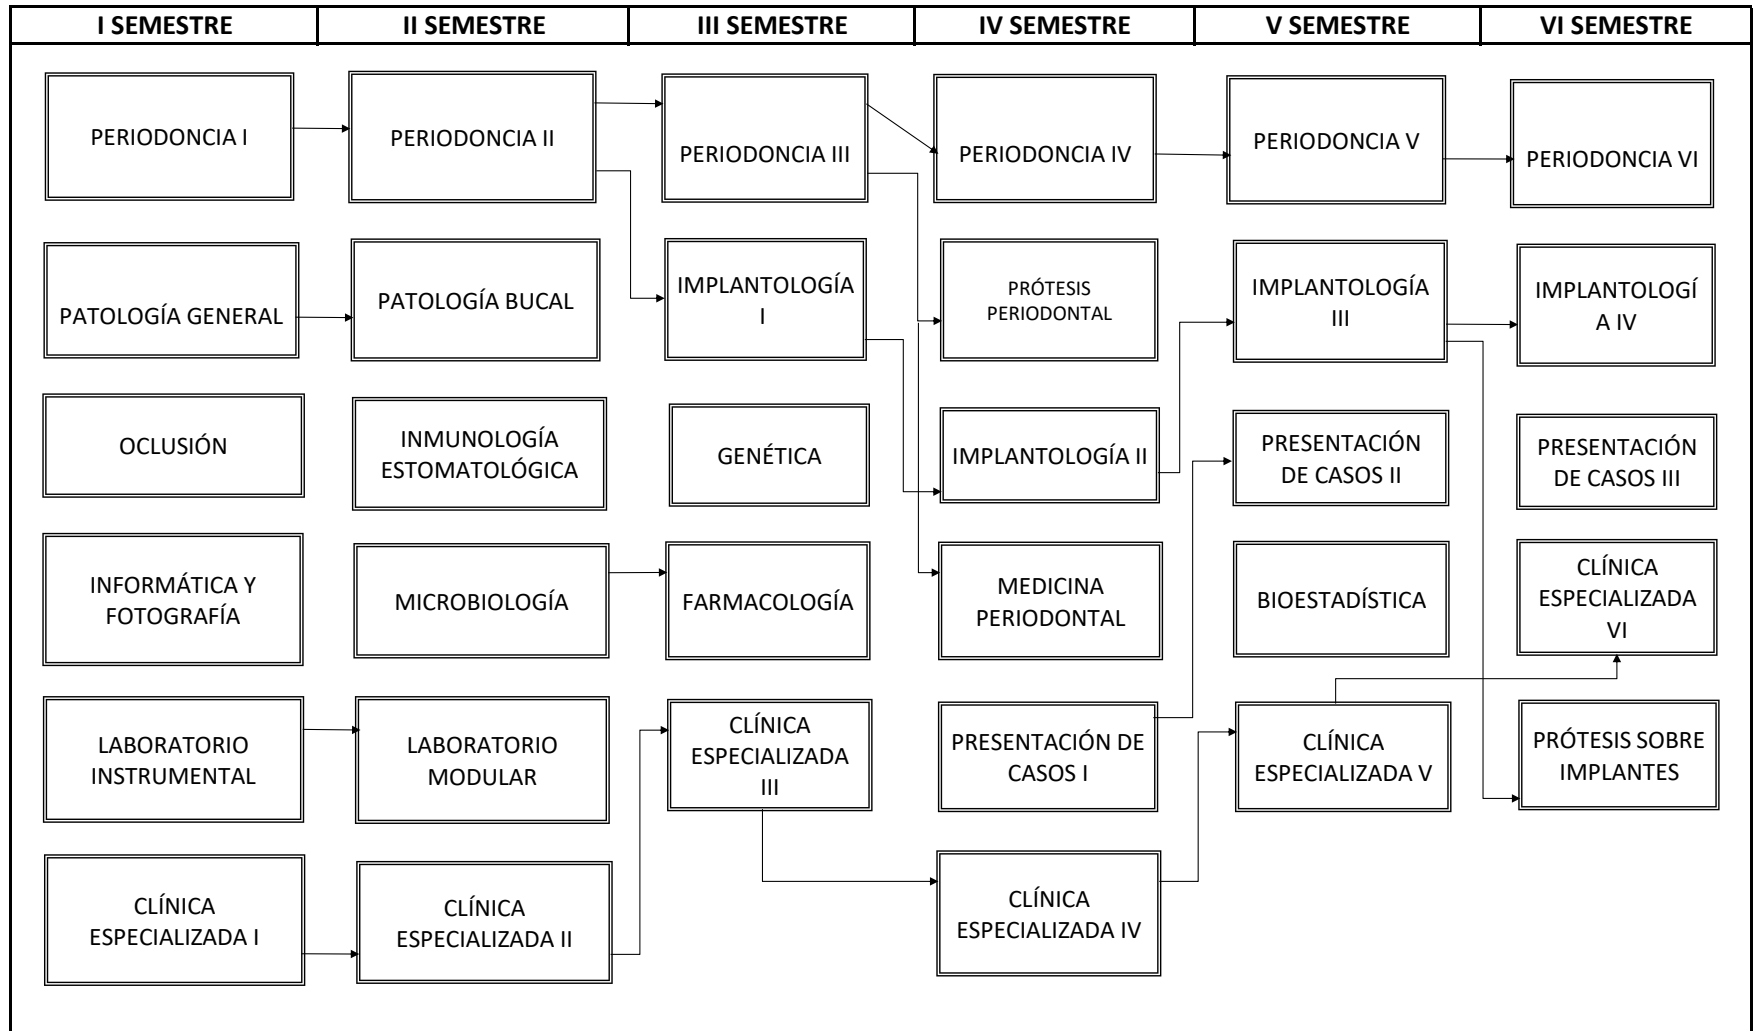 I SEMESTRE
II SEMESTRE
III SEMESTRE
IV SEMESTRE
V SEMESTRE
VI SEMESTRE
PERIODONCIA I
PERIODONCIA II
PERIODONCIA III
PERIODONCIA IV
PERIODONCIA V
PERIODONCIA VI
PATOLOGÍA GENERAL
PATOLOGÍA BUCAL
IMPLANTOLOGÍA
I
PRÓTESIS
PERIODONTAL
IMPLANTOLOGÍA
III
IMPLANTOLOGÍ
A IV
OCLUSIÓN
INMUNOLOGÍA
ESTOMATOLÓGICA
GENÉTICA
IMPLANTOLOGÍA II
PRESENTACIÓN
DE CASOS II
PRESENTACIÓN
DE CASOS III
INFORMÁTICA Y
FOTOGRAFÍA
MICROBIOLOGÍA
FARMACOLOGÍA
MEDICINA
PERIODONTAL
BIOESTADÍSTICA
CLÍNICA
ESPECIALIZADA
VI
LABORATORIO
INSTRUMENTAL
LABORATORIO
MODULAR
CLÍNICA
ESPECIALIZADA
III
PRESENTACIÓN DE
CASOS I
CLÍNICA
ESPECIALIZADA V
PRÓTESIS SOBRE
IMPLANTES
CLÍNICA
ESPECIALIZADA I
CLÍNICA
ESPECIALIZADA II
CLÍNICA
ESPECIALIZADA IV